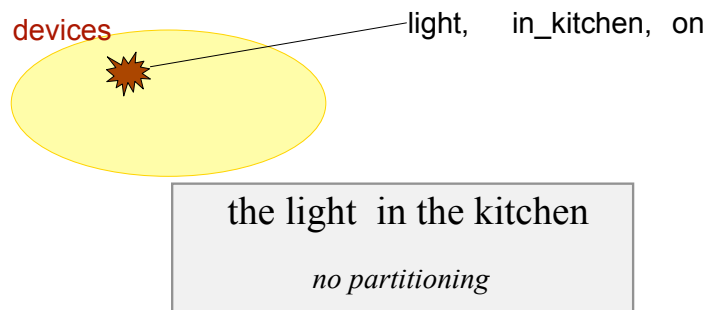 devices
light, in_kitchen, on
the light in the kitchen
no partitioning